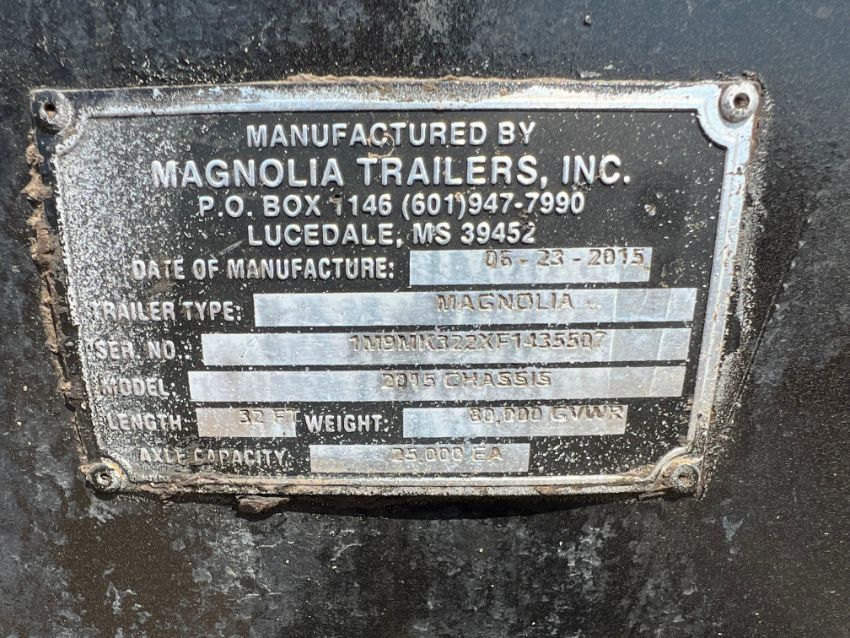 MANUFACTURED BY
MAGNOLIA TRAILERS, INC.
P.O. BOX 1146 (601)947-7990
LUCEDALE, MS 39452
DATE OF MANUFACTURE: 06-23-2015
TRAILER TYPE: MAGNOLIA
SER. NO.: 1M9MK322XF1435507
MODEL: 2015 CHASSIS
LENGTH: 32 FT WEIGHT: 80,000 GVWR
AXLE CAPACITY 25,000 EA